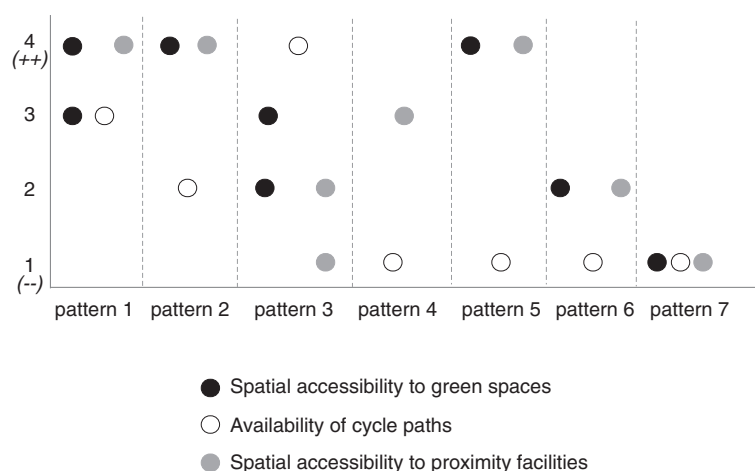 4
(++)
3
2
1
(--)
pattern 1 pattern 2 pattern 3 pattern 4 pattern 5 pattern 6 pattern 7
Spatial accessibility to green spaces
Availability of cycle paths
Spatial accessibility to proximity facilities